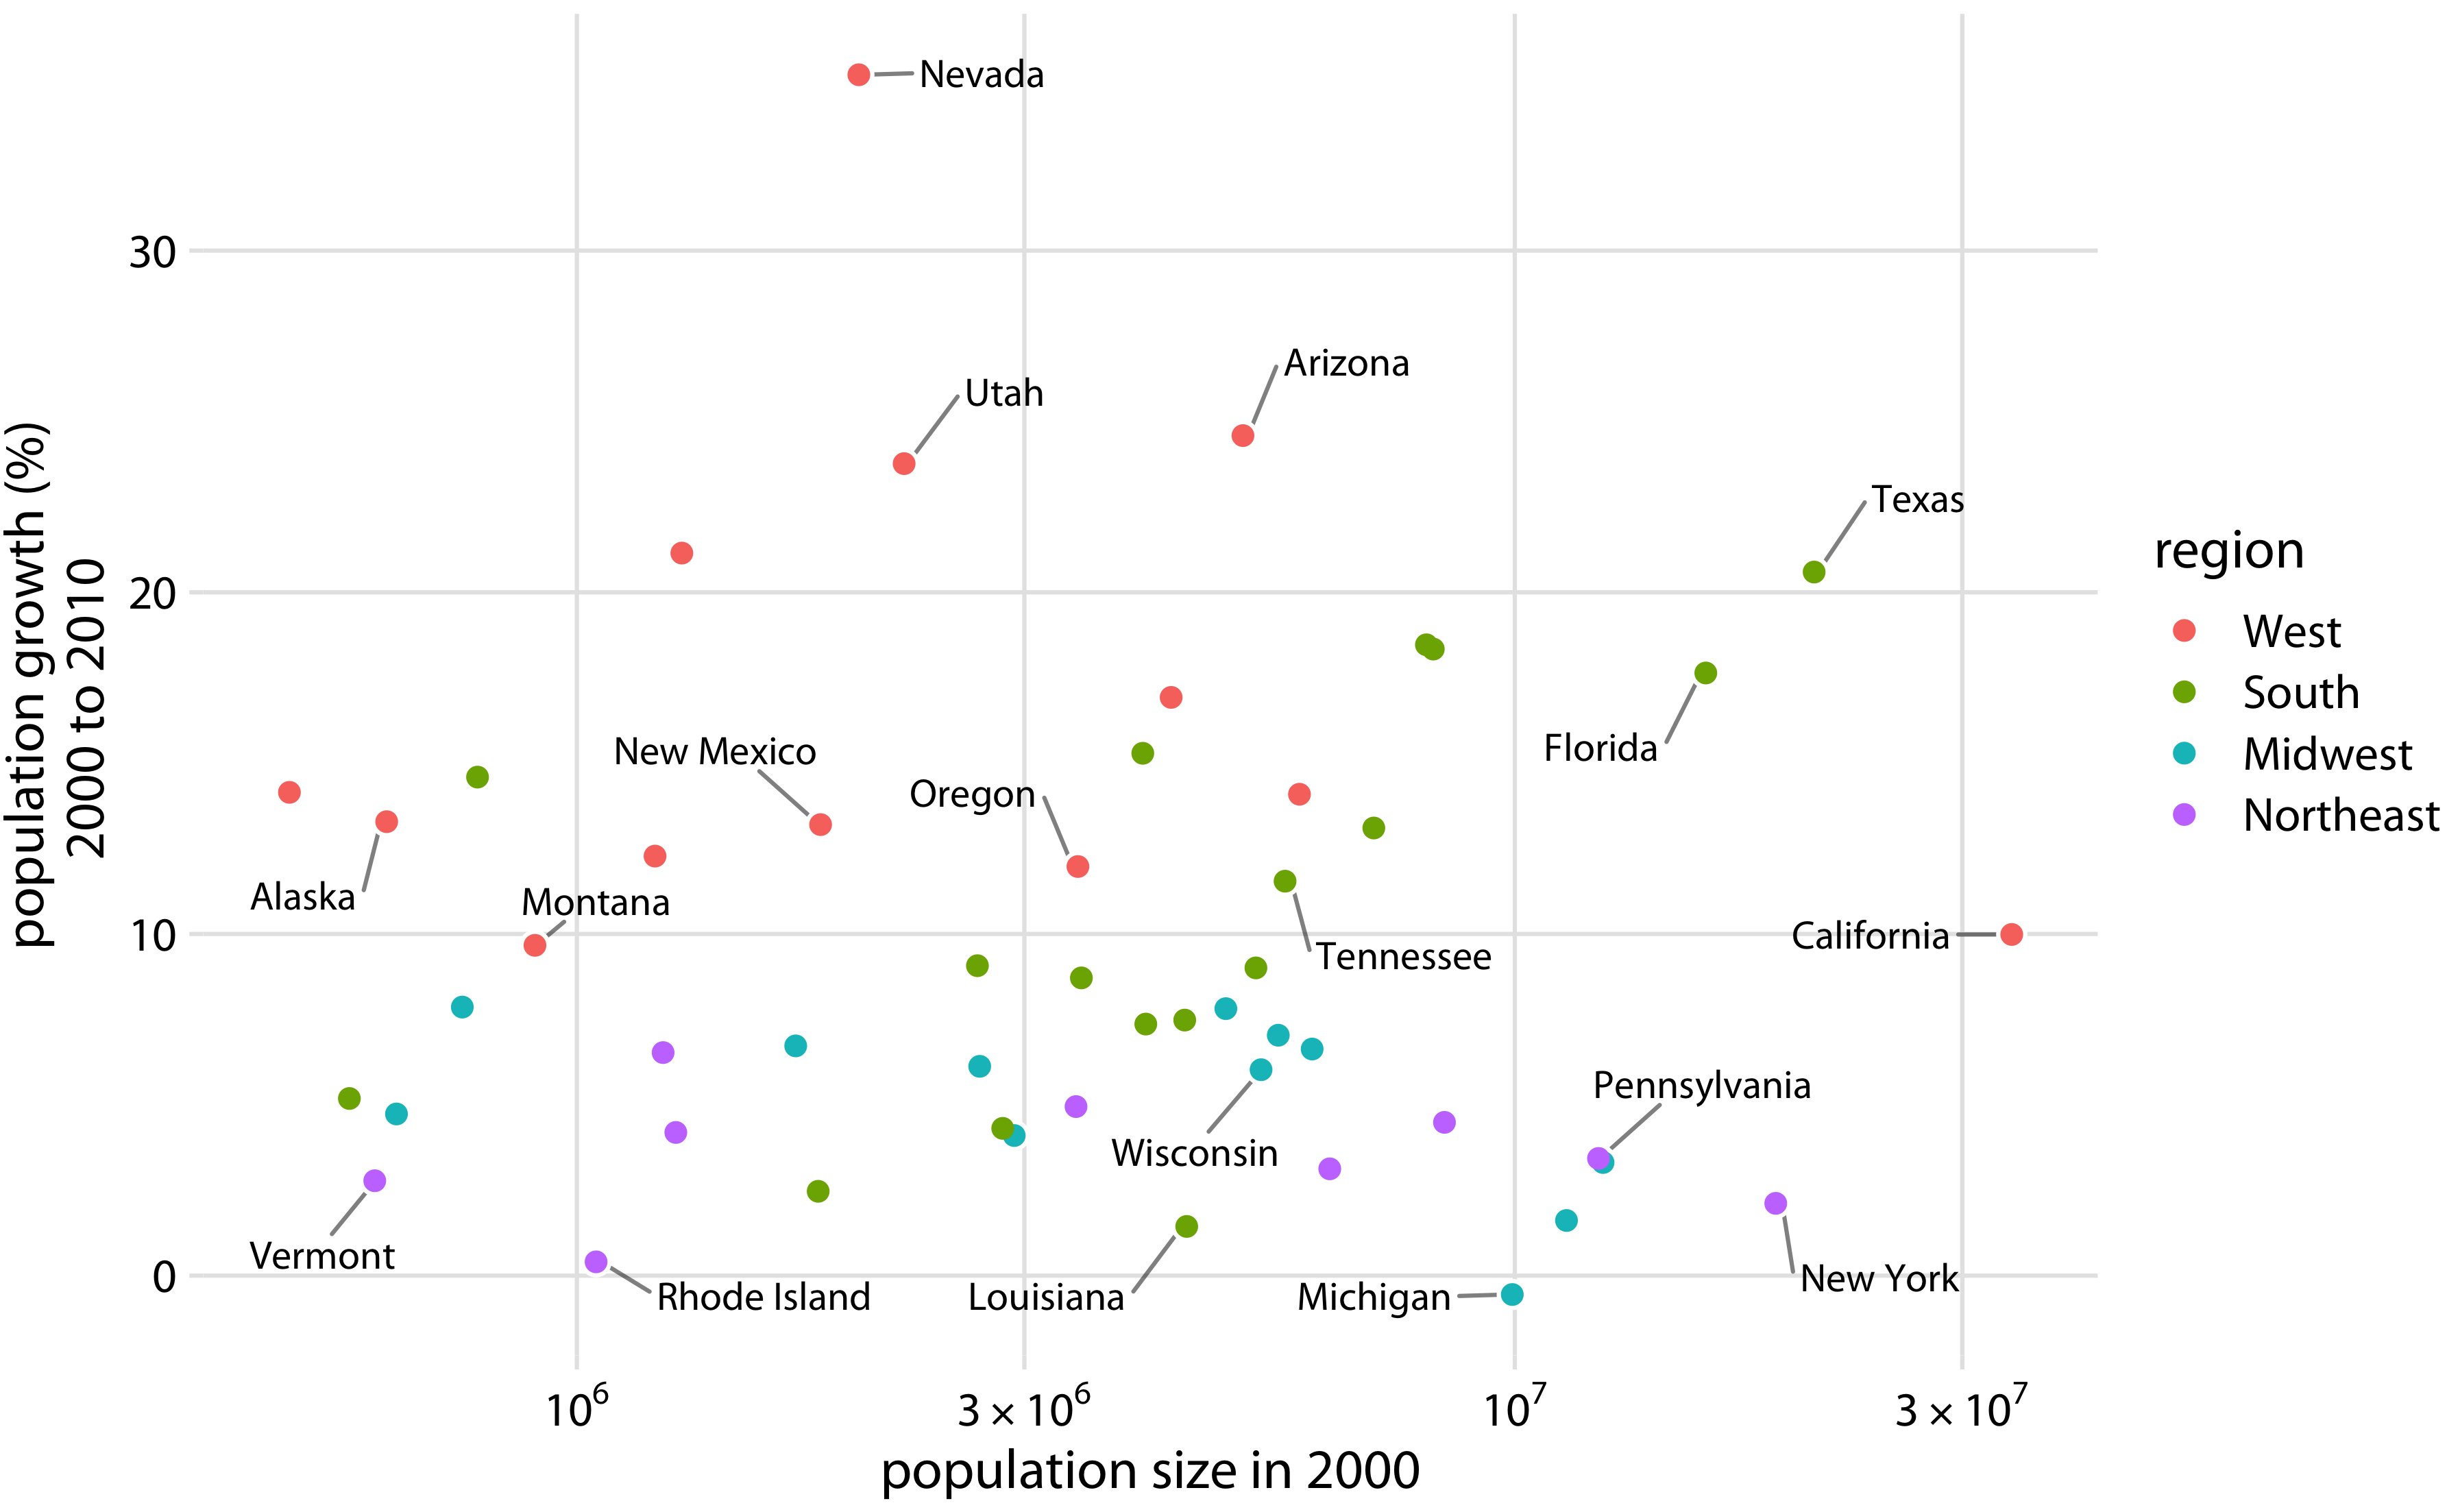 Nevada
30
Arizona
Utah
Texas
region
20
West
South
New Mexico
Florida
Midwest
Oregon
Northeast
Alaska
Montana
10
California
Tennessee
Pennsylvania
Wisconsin
Vermont
0
Rhode Island
Louisiana
Michigan
New York
10⁶
3 × 10⁶
10⁷
3 × 10⁷
population size in 2000
population growth (%)
2000 to 2010